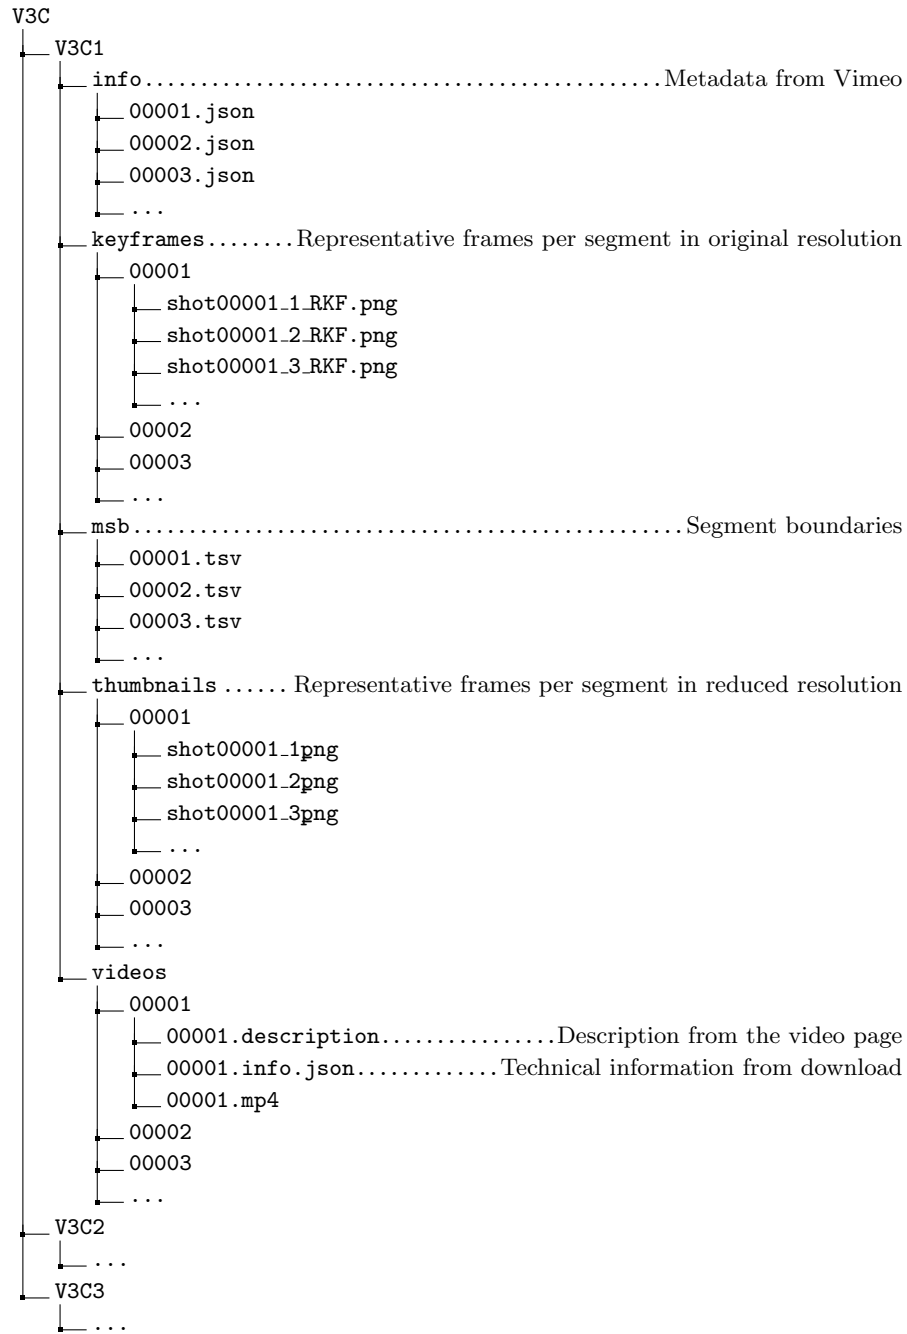 V3C
V3C1
info............................................Metadata from Vimeo
00001.json
00002.json
00003.json
...
keyframes........Representative frames per segment in original resolution
00001
shot00001_1_RKF.png
shot00001_2_RKF.png
shot00001_3_RKF.png
...
00002
00003
...
msb...............................................Segment boundaries
00001.tsv
00002.tsv
00003.tsv
...
thumbnails ...... Representative frames per segment in reduced resolution
00001
shot00001_1png
shot00001_2png
shot00001_3png
...
00002
00003
...
videos
00001
00001.description...............Description from the video page
00001.info.json.............Technical information from download
00001.mp4
00002
00003
...
V3C2
...
V3C3
...